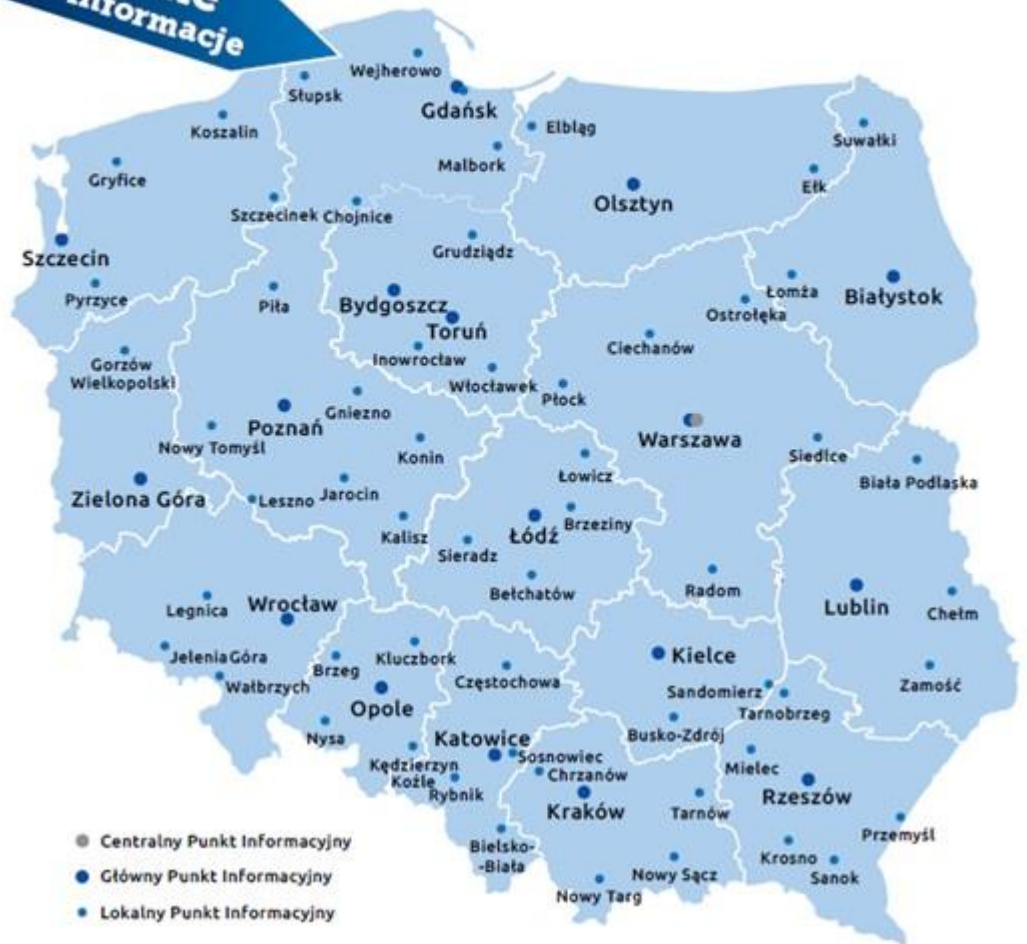 informacje
Wejherowo
Słupsk
Gdańsk
Koszalin
Elbląg
Suwałki
Malbork
Gryfice
Ełk
Olsztyn
Szczecinek
Chojnice
Grudziądz
Szczecin
Pyrzyce
Piła
Bydgoszcz
Łomża
Białystok
Ostrołęka
Toruń
Ciechanów
Inowrocław
Gorzów
Wielkopolski
Włocławek
Płock
Gniezno
Poznań
Warszawa
Nowy Tomyśl
Konin
Siedlce
Łowicz
Biała Podlaska
Zielona Góra
Leszno
Jarocin
Brzeziny
Kalisz
Łódź
Sieradz
Bełchatów
Radom
Legnica
Wrocław
Lublin
Chełm
Jelenia Góra
Brzeg
Kluczbork
Kielce
Wałbrzych
Częstochowa
Sandomierz
Zamość
Opole
Tarnobrzeg
Nysa
Katowice
Busko-Zdrój
Sosnowiec
Kędzierzyn
Koźle
Chrzanów
Mielec
Rybnik
Kraków
Tarnów
Rzeszów
Przemyśl
Centralny Punkt Informacyjny
Bielsko-
-Biała
Krosno
Główny Punkt Informacyjny
Nowy Sącz
Sanok
Nowy Targ
Lokalny Punkt Informacyjny